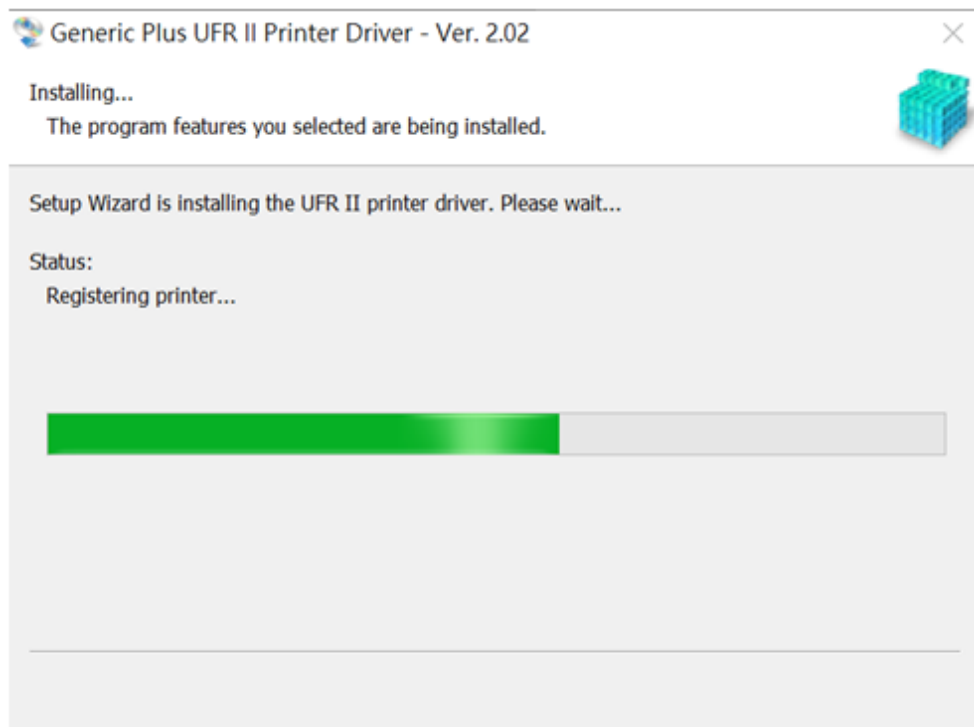 Generic Plus UFR II Printer Driver - Ver. 2.02
Installing...
The program features you selected are being installed.
Setup Wizard is installing the UFR II printer driver. Please wait...
Status:
Registering printer...